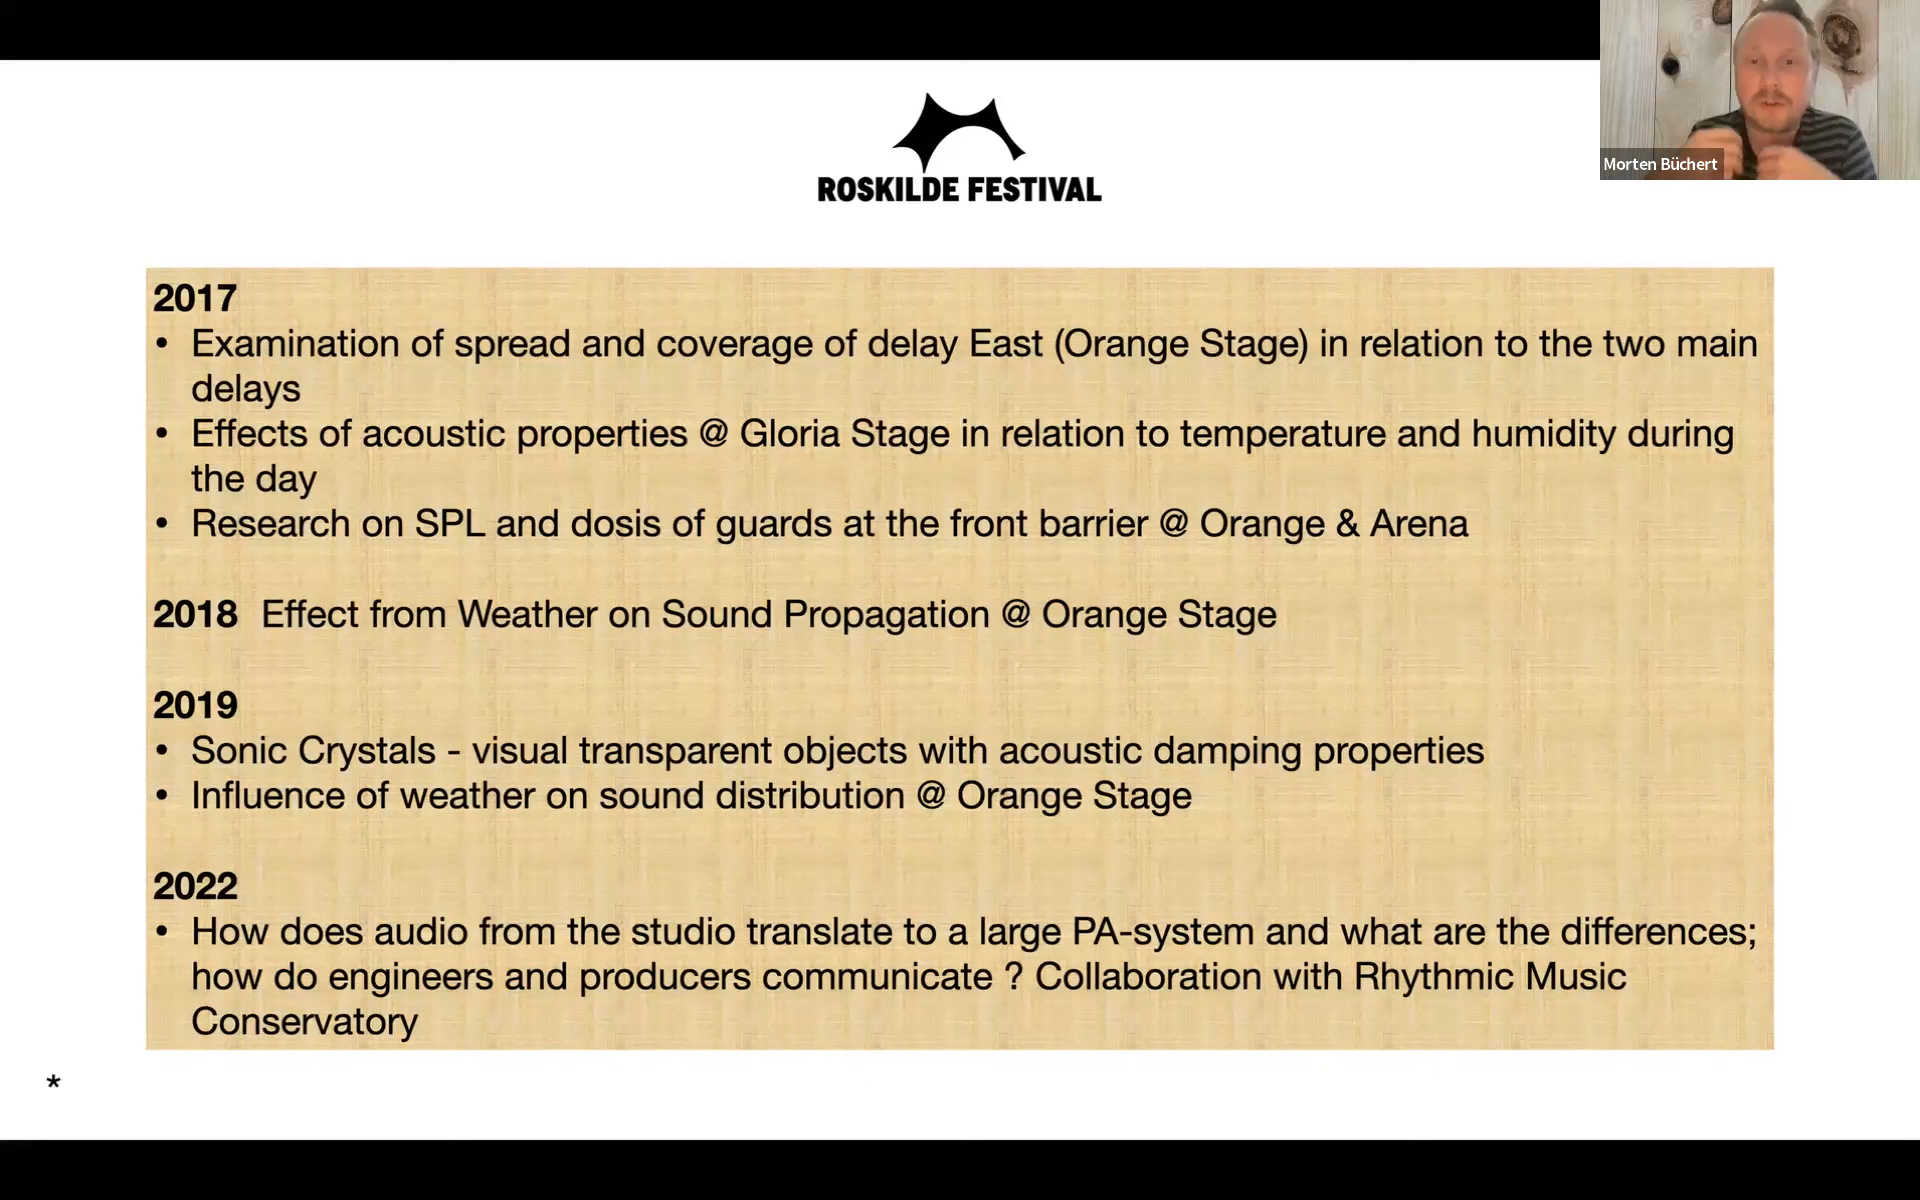 Morten Büchert
ROSKILDE FESTIVAL
2017
• Examination of spread and coverage of delay East (Orange Stage) in relation to the two main
delays
• Effects of acoustic properties @ Gloria Stage in relation to temperature and humidity during
the day
• Research on SPL and dosis of guards at the front barrier @ Orange & Arena
2018 Effect from Weather on Sound Propagation @ Orange Stage
2019
• Sonic Crystals - visual transparent objects with acoustic damping properties
• Influence of weather on sound distribution @ Orange Stage
2022
• How does audio from the studio translate to a large PA-system and what are the differences;
how do engineers and producers communicate ? Collaboration with Rhythmic Music
Conservatory
*